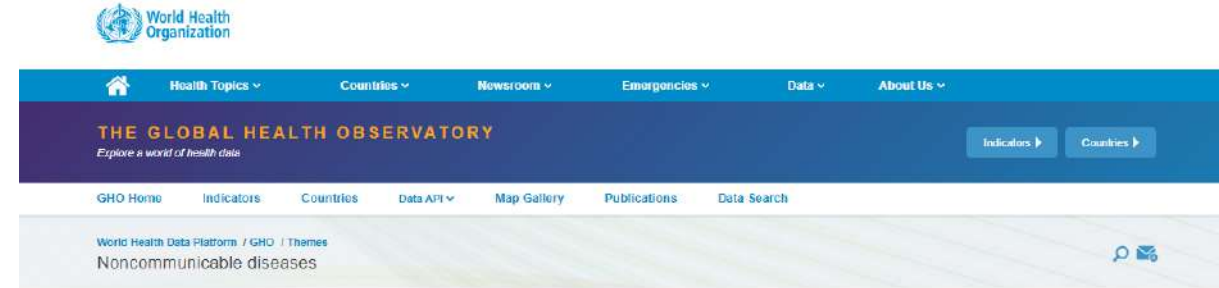 World Health
Organization
Health Topics Countries Newsroom Emergencies Data About Us
THE GLOBAL HEALTH OBSERVATORY
Explore a world of health data
Indicators Countries
GHO Home Indicators Countries Data API Map Gallery Publications Data Search
World Health Data Platform / GHO / Themes
Noncommunicable diseases